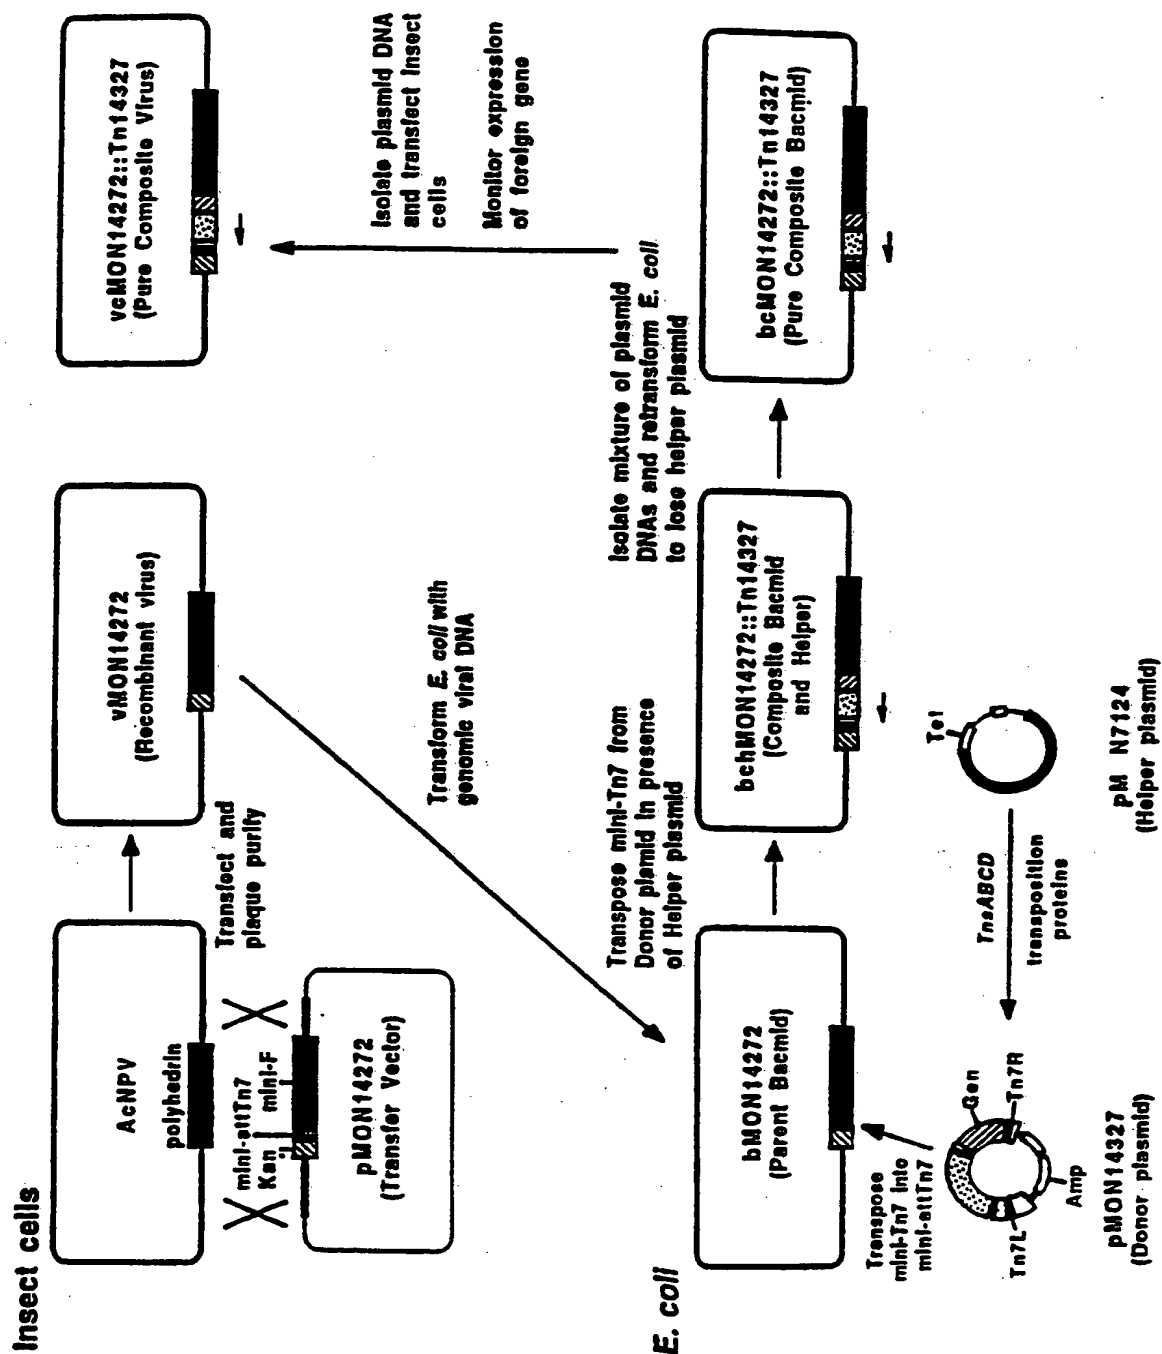 Insect cells
AcNPV
polyhedrin
mini-attTn7
Kan
mini-F
pMON14272
(Transfer Vector)
Transfect and
plaque purify
vMON14272
(Recombinant virus)
vcMON14272::Tn14327
(Pure Composite Virus)
Transform E. coli with
genomic viral DNA
Isolate plasmid DNA
and transfect insect
cells
Monitor expression
of foreign gene
E. coli
bMON14272
(Parent Bacmid)
Transpose mini-Tn7 from
Donor plamid in presence
of Helper plasmid
bchMON14272::Tn14327
(Composite Bacmid
and Helper)
Isolate mixture of plasmid
DNAs and retransform E. coli
to lose helper plasmid
bcMON14272::Tn14327
(Pure Composite Bacmid)
Transpose
mini-Tn7 into
mini-attTn7
Gen
Tn7R
Tn7L
Amp
pMON14327
(Donor plasmid)
TnsABCD
transposition
proteins
Tet
pM N7124
(Helper plasmid)